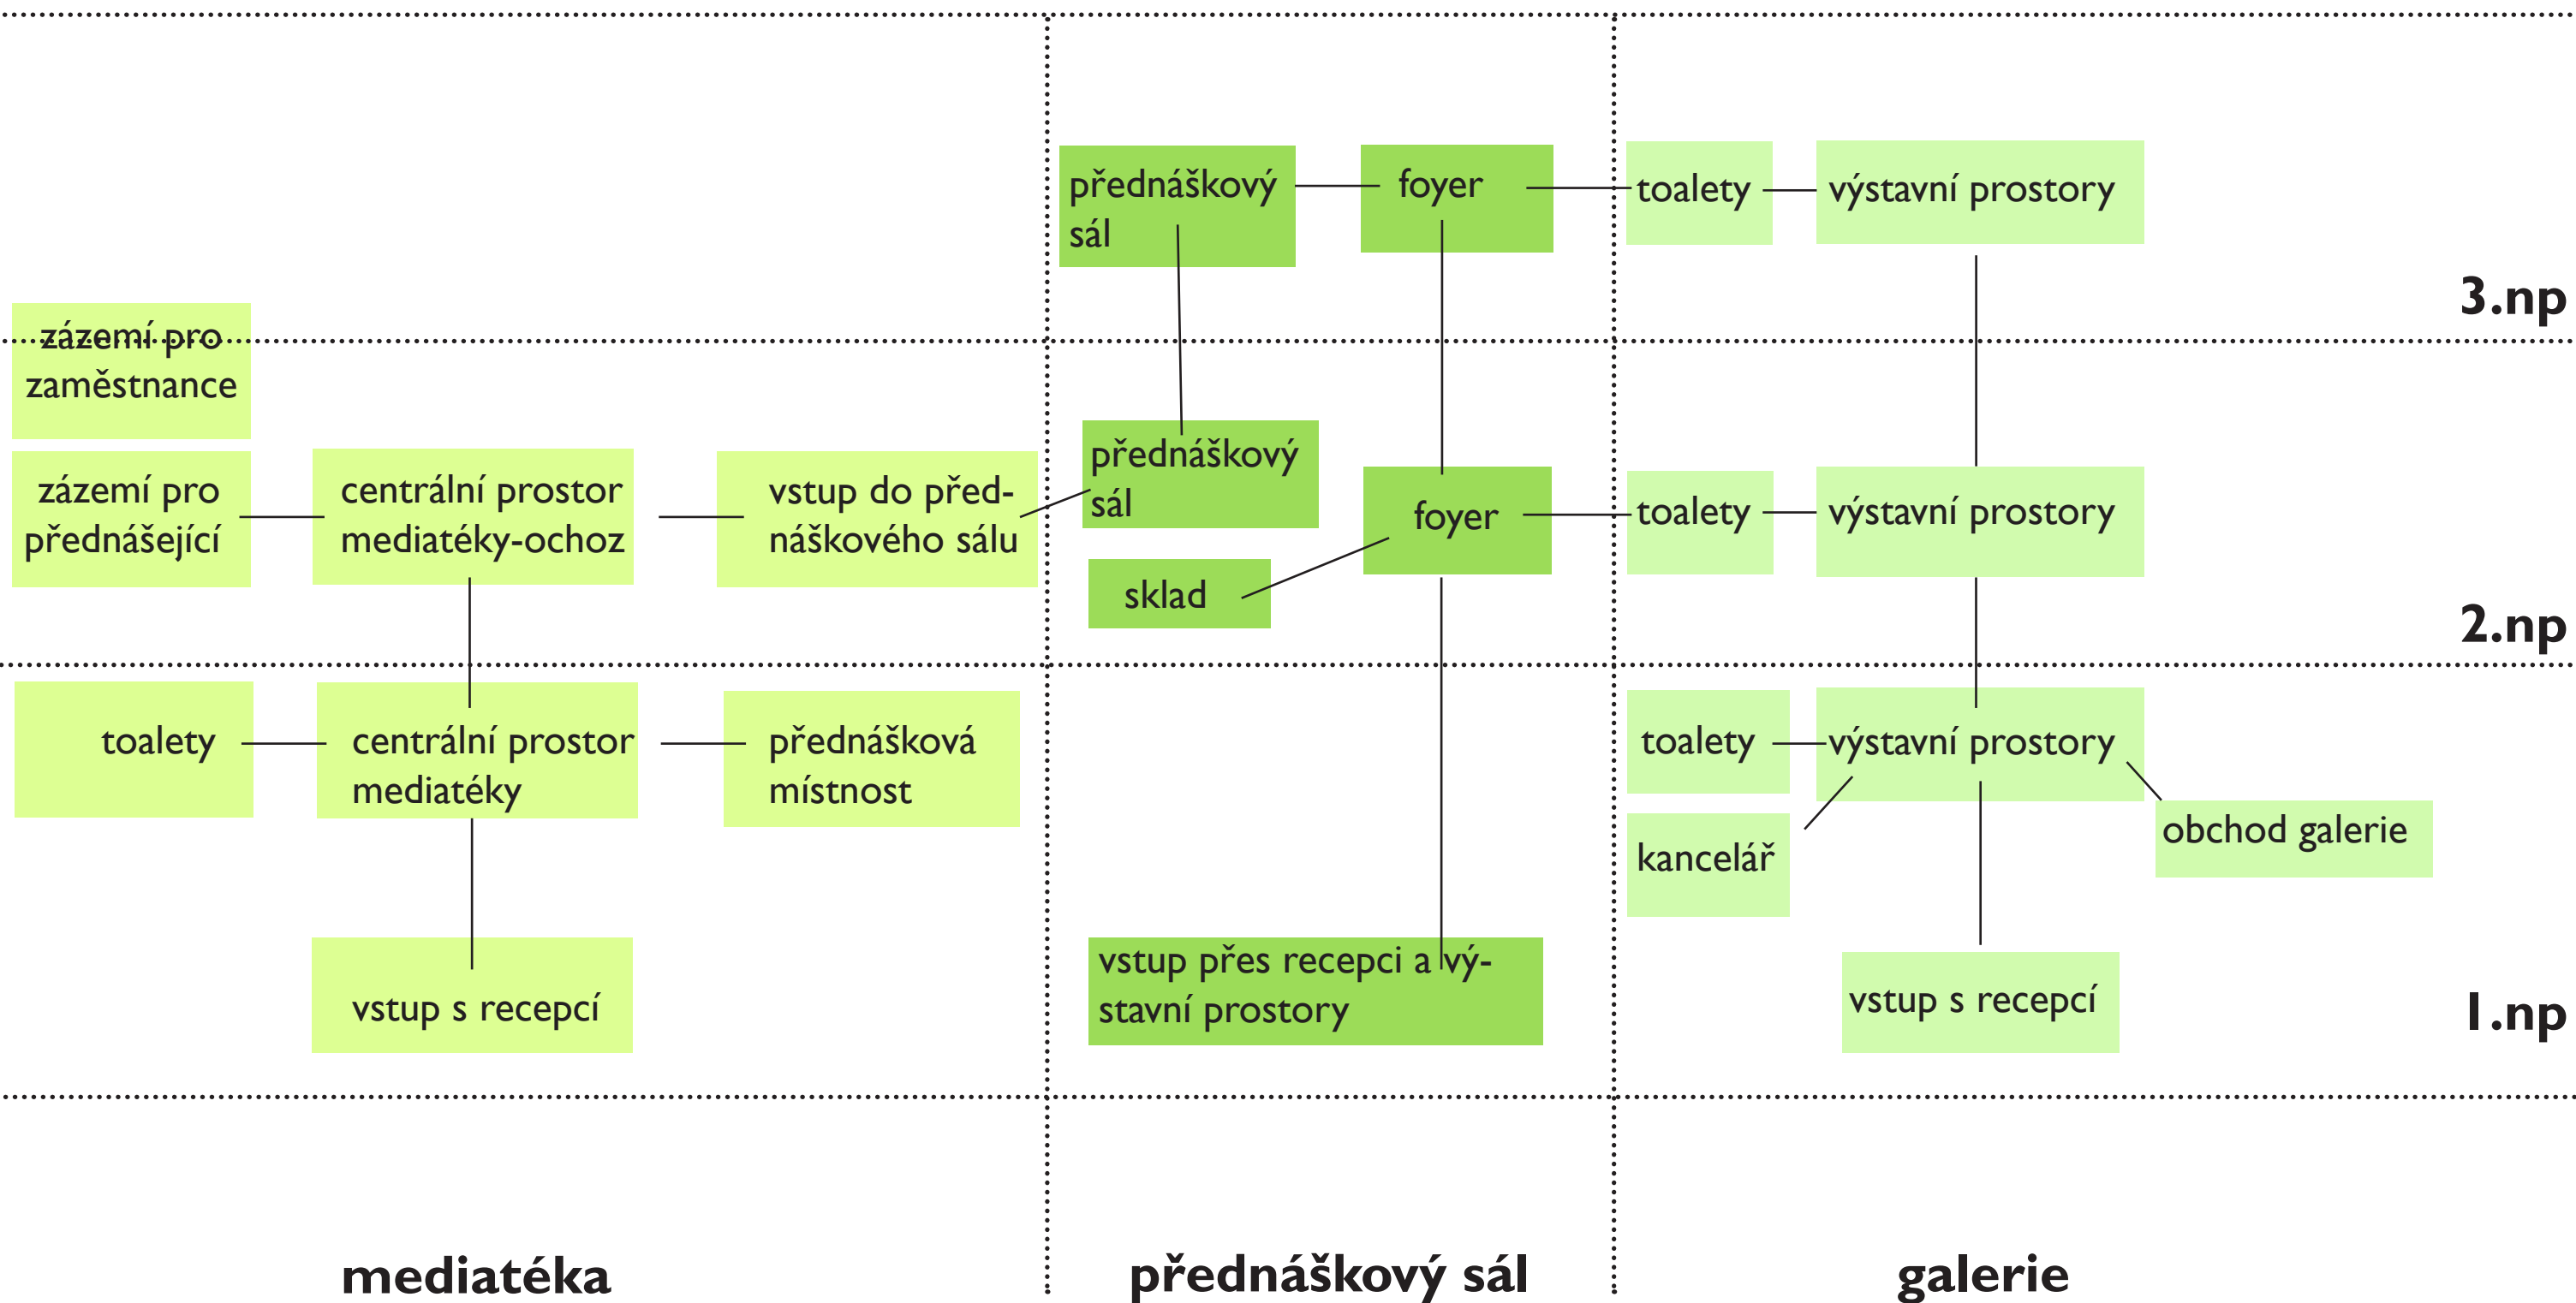 přednáškový
sál
foyer
toalety
výstavní prostory
3.np
zázemí pro
zaměstnance
zázemí pro
přednášející
centrální prostor
mediatéky-ochoz
vstup do před-
náškového sálu
přednáškový
sál
foyer
sklad
toalety
výstavní prostory
2.np
toalety
centrální prostor
mediatéky
přednášková
místnost
toalety
výstavní prostory
kancelář
obchod galerie
vstup s recepcí
vstup přes recepci a vý-
stavní prostory
vstup s recepcí
1.np
mediatéka
přednáškový sál
galerie